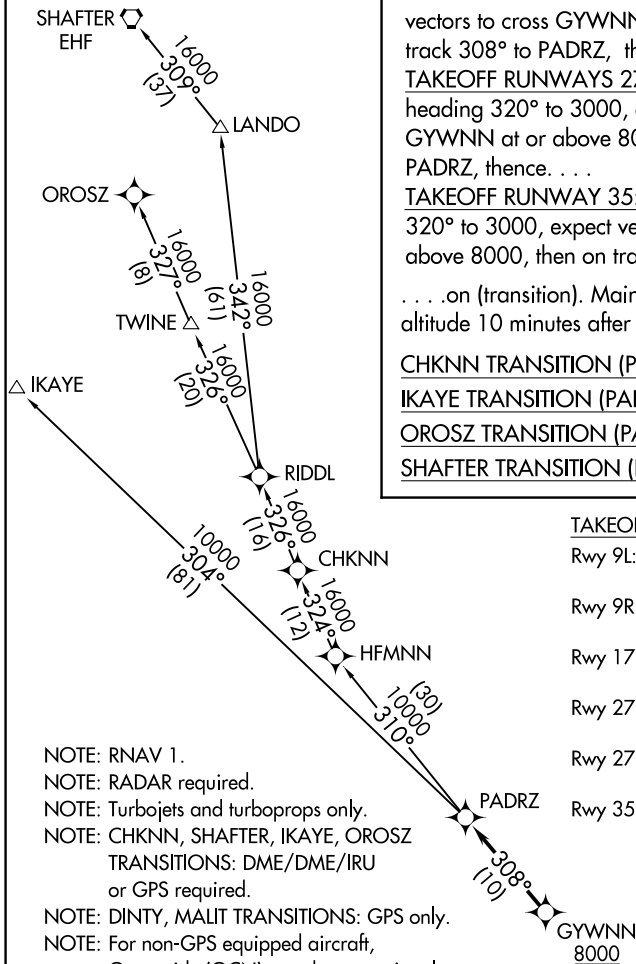 SHAFTER
EHF
16000
309°
(37)
LANDO
OROSZ
16000
327°
(8)
16000
342°
(61)
TWINE
16000
326°
(20)
IKAYE
RIDDL
16000
326°
(16)
CHKNN
10000
304°
(81)
16000
324°
(12)
HFMNN
(30)
10000
310°
PADRZ
308°
(10)
GYWNN
8000
NOTE: RNAV 1.
NOTE: RADAR required.
NOTE: Turbojets and turboprops only.
NOTE: CHKNN, SHAFTER, IKAYE, OROSZ
TRANSITIONS: DME/DME/IRU
or GPS required.
NOTE: DINTY, MALIT TRANSITIONS: GPS only.
NOTE: For non-GPS equipped aircraft,
vectors to cross GYWNN
track 308° to PADRZ, th
TAKEOFF RUNWAYS 27
heading 320° to 3000,
GYWNN at or above 80
PADRZ, thence. . . .
TAKEOFF RUNWAY 35:
320° to 3000, expect ve
above 8000, then on tra
. . . .on (transition). Main
altitude 10 minutes after
CHKNN TRANSITION (P
IKAYE TRANSITION (PA
OROSZ TRANSITION (PA
SHAFTER TRANSITION (
TAKEOF
Rwy 9L:
Rwy 9R
Rwy 17
Rwy 27
Rwy 27
Rwy 35